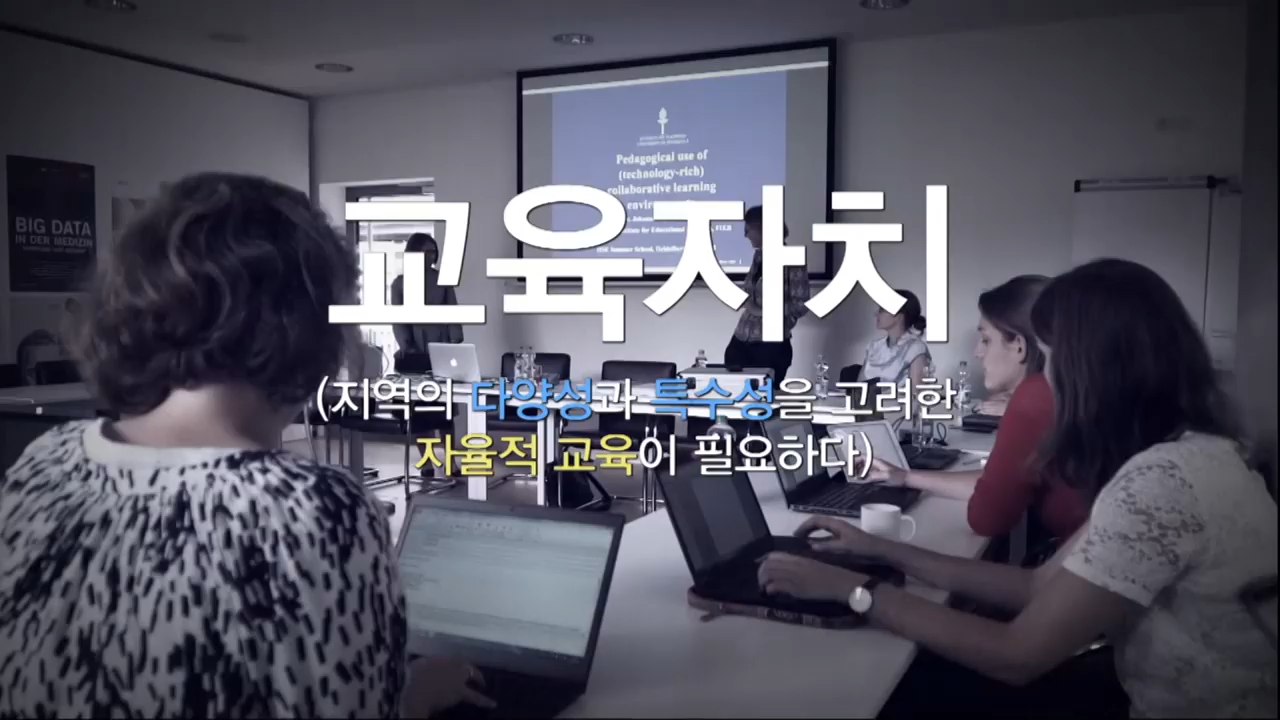 Pedagogical use of
(technology-rich)
collaborative learning
BIG DATA
IN DER MEDIZIN
교육자치
(지역의 다양성과 특수성을 고려한
자율적 교육이 필요하다)